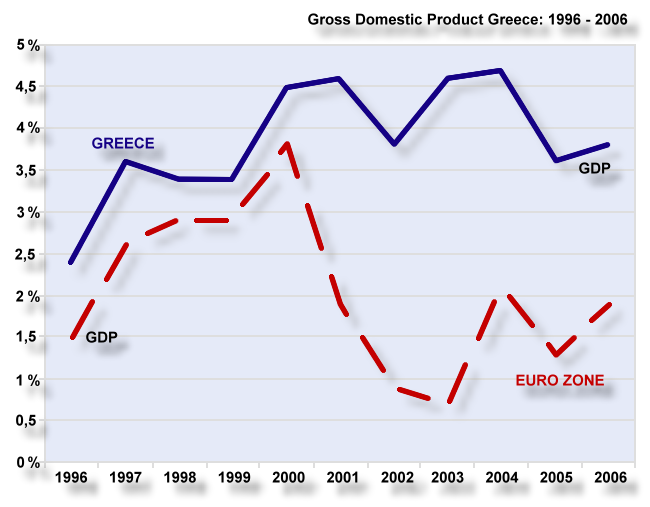 Gross Domestic Product Greece: 1996 - 2006
5 %
4,5
4 %
3,5
3 %
2,5
2 %
1,5
1 %
0,5
0 %
GREECE
GDP
GDP
EURO ZONE
1996 1997 1998 1999 2000 2001 2002 2003 2004 2005 2006